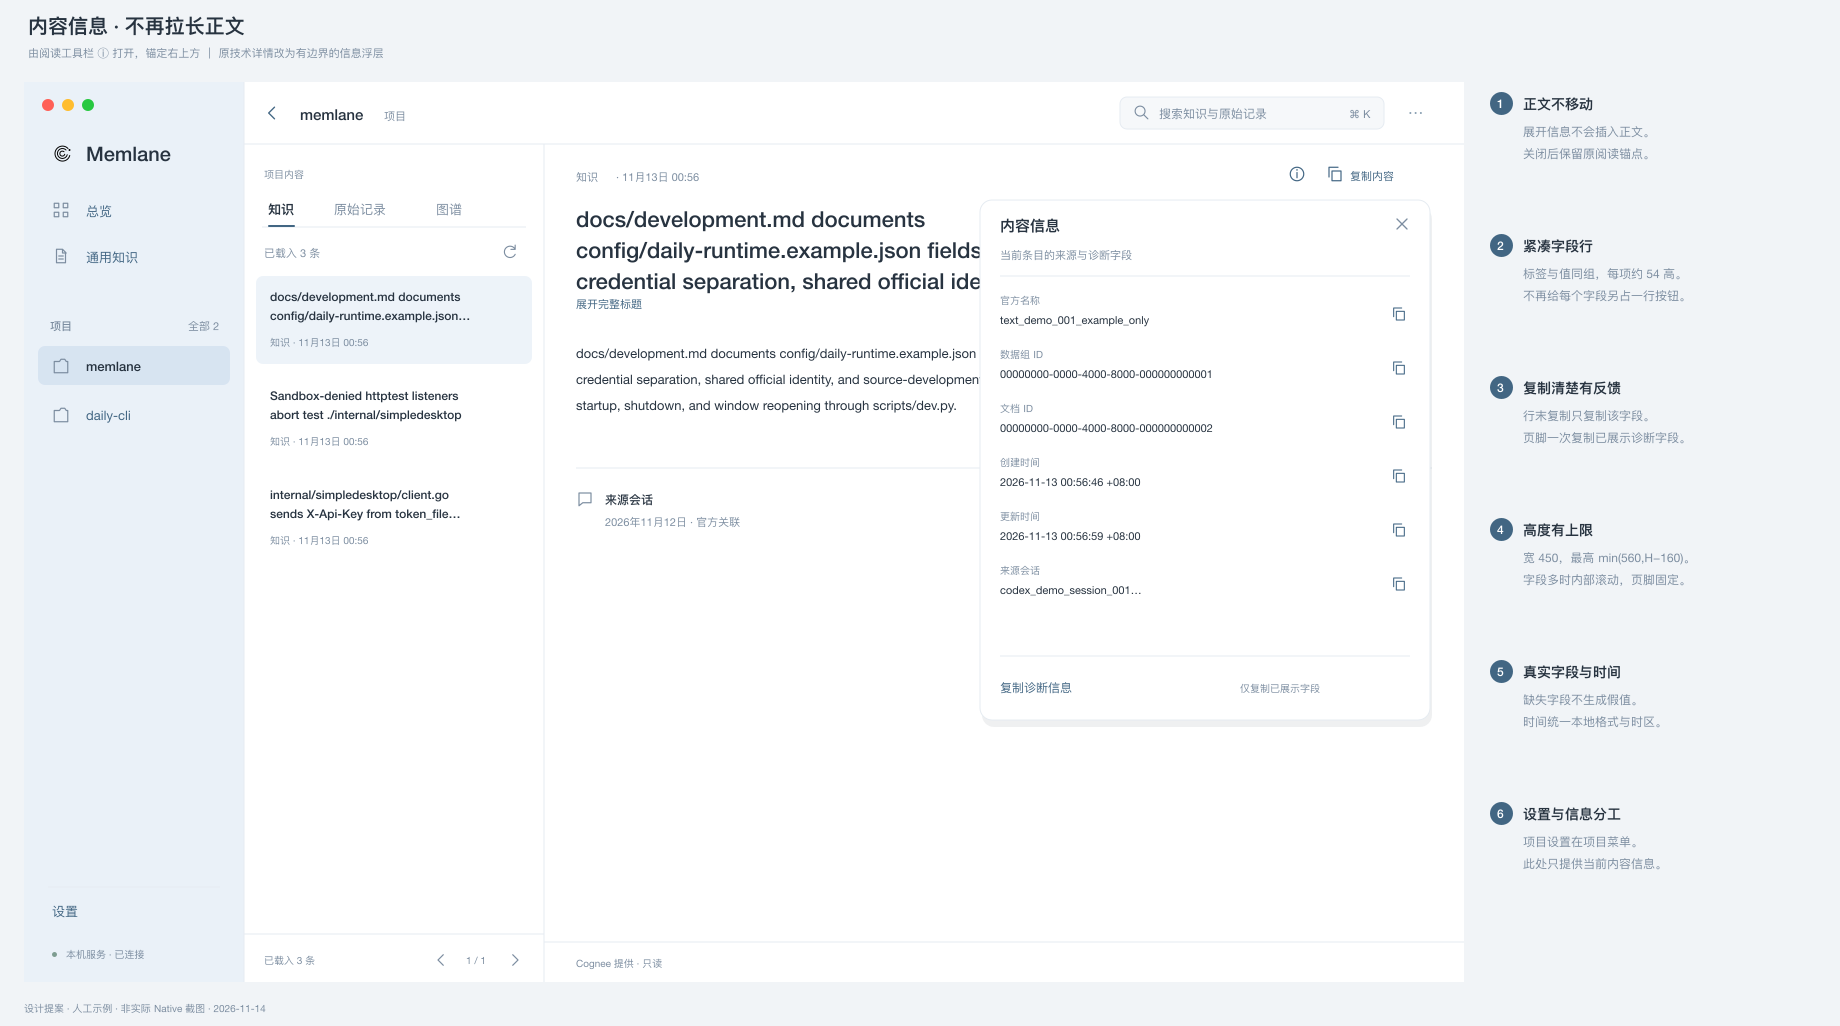 内容信息 · 不再拉长正文
由阅读工具栏 ⓘ 打开，锚定右上方 ｜ 原技术详情改为有边界的信息浮层
Memlane
总览
通用知识
项目
全部 2
memlane
daily-cli
设置
本机服务 · 已连接
memlane 项目
搜索知识与原始记录 ⌘ K
···
项目内容
知识 原始记录 图谱
已载入 3 条
docs/development.md documents
config/daily-runtime.example.json...
知识 · 11月13日 00:56
Sandbox-denied httptest listeners
abort test ./internal/simpledesktop
知识 · 11月13日 00:56
internal/simpledesktop/client.go
sends X-Api-Key from token_file...
知识 · 11月13日 00:56
已载入 3 条
1 / 1
知识 · 11月13日 00:56
复制内容
docs/development.md documents
config/daily-runtime.example.json fields
credential separation, shared official ide
展开完整标题
docs/development.md documents config/daily-runtime.example.json
credential separation, shared official identity, and source-development
startup, shutdown, and window reopening through scripts/dev.py.
来源会话
2026年11月12日 · 官方关联
Cognee 提供 · 只读
内容信息
当前条目的来源与诊断字段
官方名称
text_demo_001_example_only
数据组 ID
00000000-0000-4000-8000-000000000001
文档 ID
00000000-0000-4000-8000-000000000002
创建时间
2026-11-13 00:56:46 +08:00
更新时间
2026-11-13 00:56:59 +08:00
来源会话
codex_demo_session_001...
复制诊断信息
仅复制已展示字段
1 正文不移动
展开信息不会插入正文。
关闭后保留原阅读锚点。
2 紧凑字段行
标签与值同组，每项约 54 高。
不再给每个字段另占一行按钮。
3 复制清楚有反馈
行末复制只复制该字段。
页脚一次复制已展示诊断字段。
4 高度有上限
宽 450，最高 min(560,H−160)。
字段多时内部滚动，页脚固定。
5 真实字段与时间
缺失字段不生成假值。
时间统一本地格式与时区。
6 设置与信息分工
项目设置在项目菜单。
此处只提供当前内容信息。
设计提案 · 人工示例 · 非实际 Native 截图 · 2026-11-14